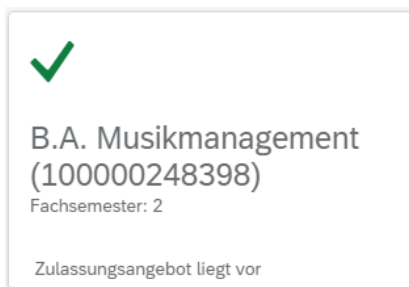 B.A. Musikmanagement
(100000248398)
Fachsemester: 2
Zulassungsangebot liegt vor